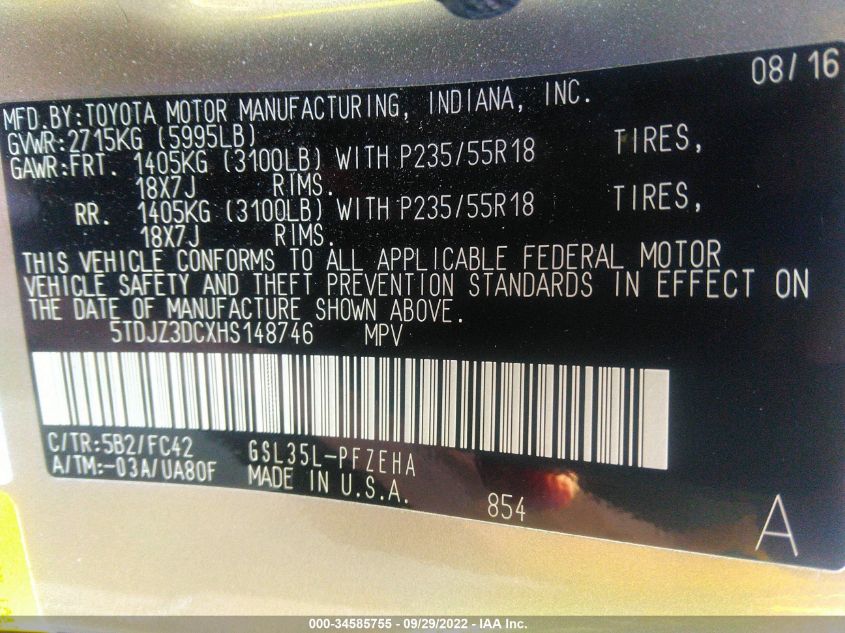 08/16
MFD.BY:TOYOTA MOTOR MANUFACTURING, INDIANA, INC.
GVWR:2715KG (5995LB)
GAWR:FRT. 1405KG (3100LB) WITH P235/55R18 TIRES,
18X7J RIMS.
RR. 1405KG (3100LB) WITH P235/55R18 TIRES,
18X7J RIMS.
THIS VEHICLE CONFORMS TO ALL APPLICABLE FEDERAL MOTOR
VEHICLE SAFETY AND THEFT PREVENTION STANDARDS IN EFFECT ON
THE DATE OF MANUFACTURE SHOWN ABOVE.
5TDJZ3DCXHS148746 MPV
C/TR:5B2/FC42 GSL35L-PFZEHA
A/TM:-03A/UA80F MADE IN U.S.A.
854
A
000-34585755 - 09/29/2022 - IAA Inc.